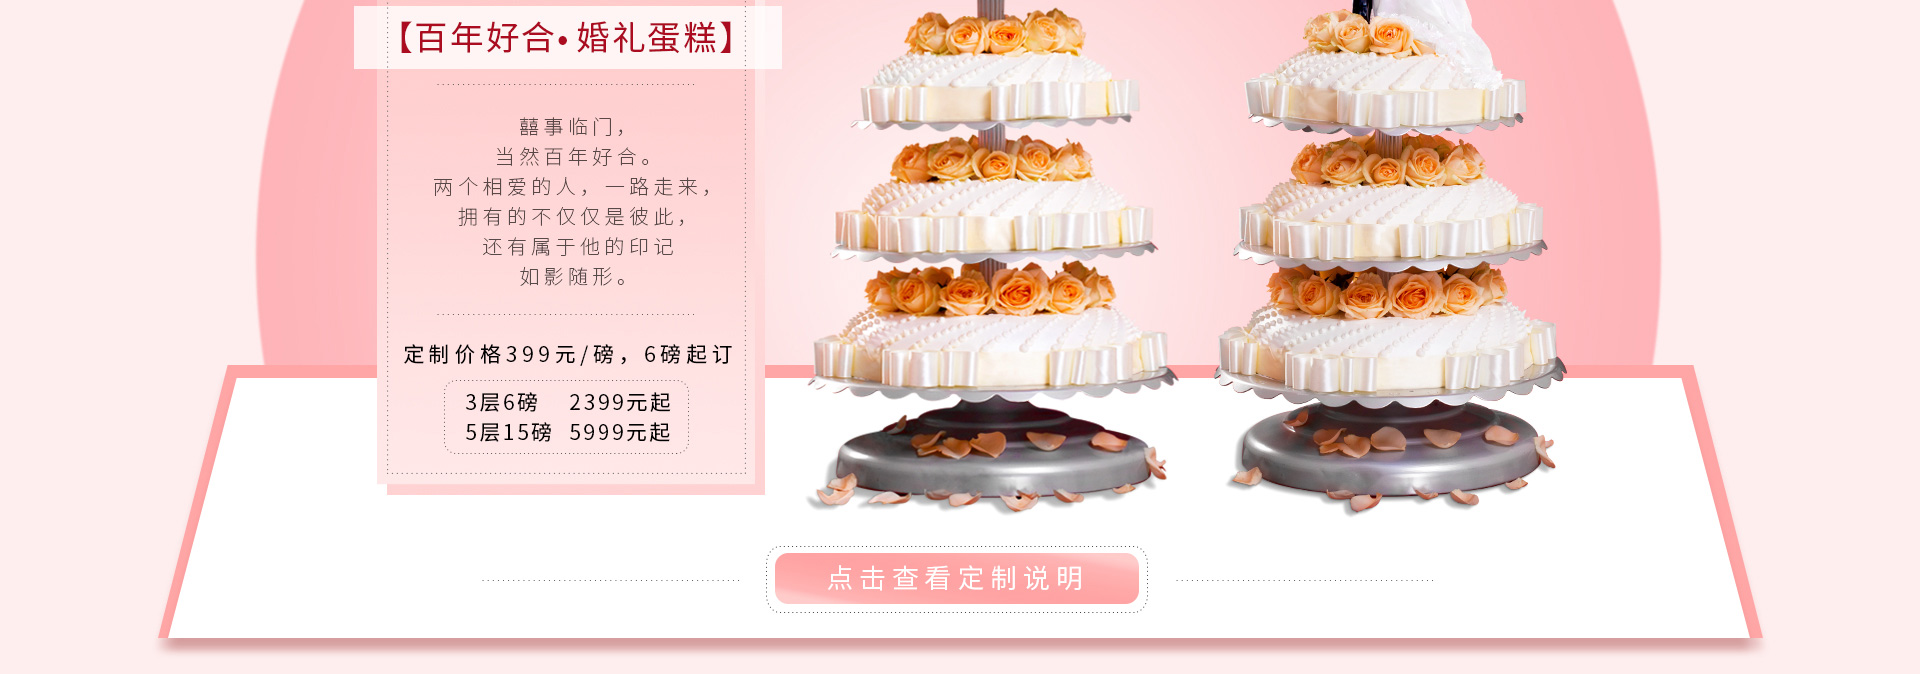 【百年好合•婚礼蛋糕】
囍事临门，
当然百年好合。
两个相爱的人，一路走来，
拥有的不仅仅是彼此，
还有属于他的印记
如影随形。
定制价格399元/磅，6磅起订
3层6磅 2399元起
5层15磅 5999元起
点击查看定制说明